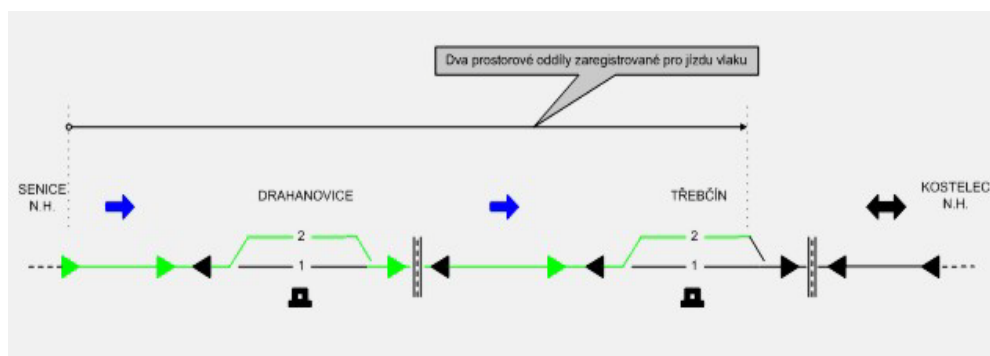 Dva prostorové oddíly zaregistrované pro jízdu vlaku
SENICE
N.H.
DRAHANOVICE
TŘEBČÍN
KOSTELEC
N.H.
2
2
1
1